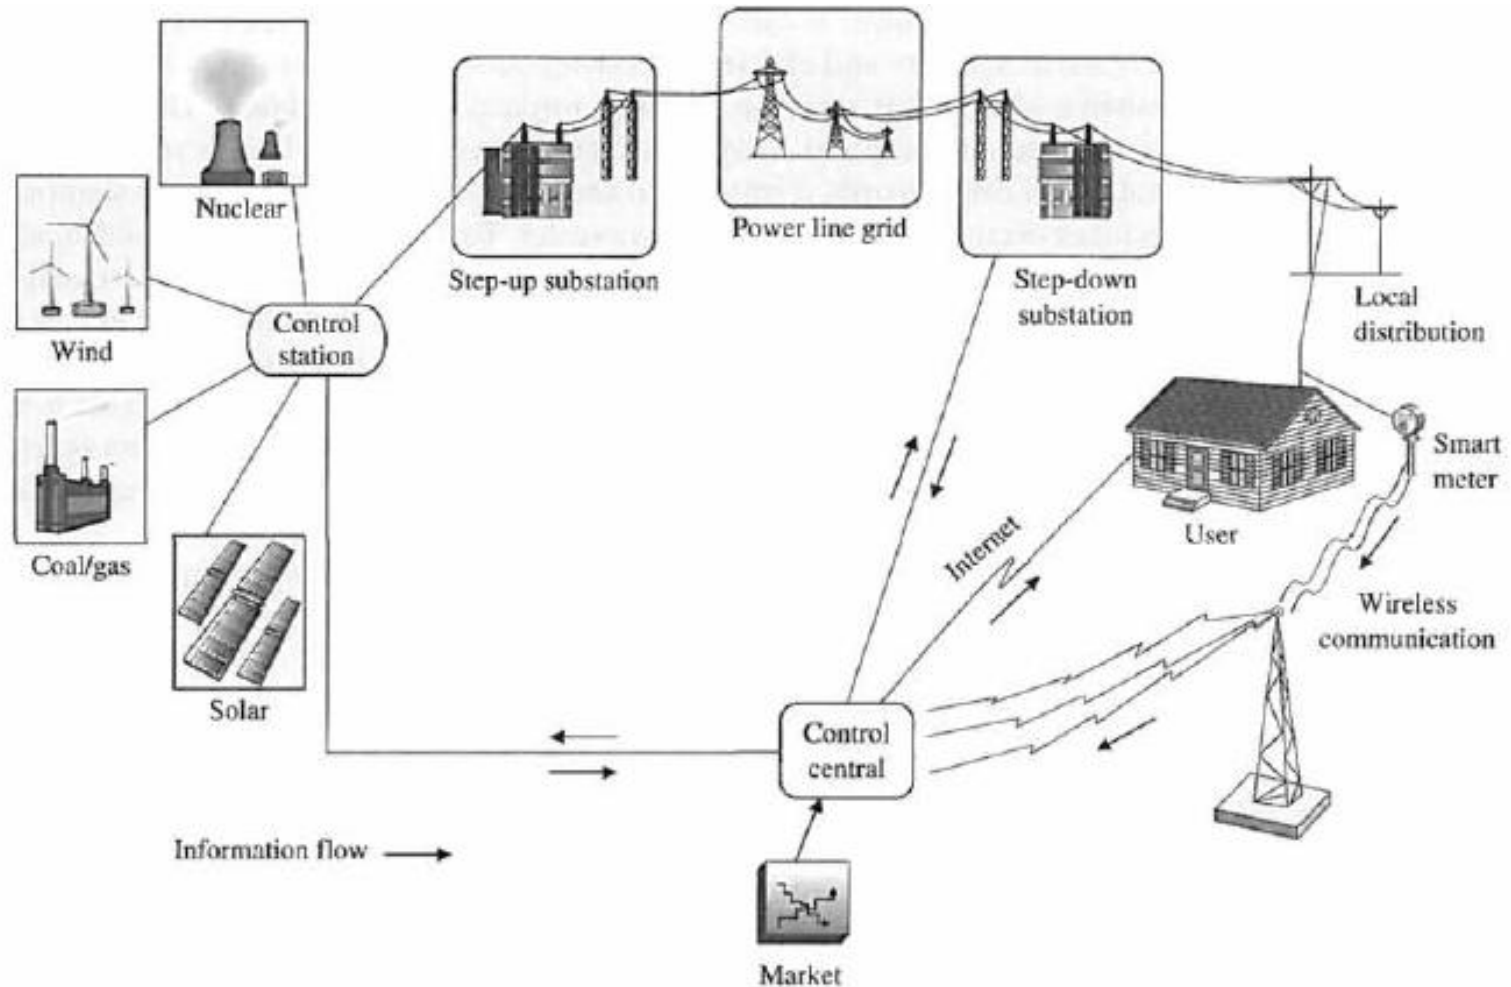 Nuclear
Wind
Coal/gas
Solar
Control
station
Step-up substation
Power line grid
Step-down
substation
Local
distribution
Smart
meter
User
Internet
Wireless
communication
Control
central
Information flow
Market